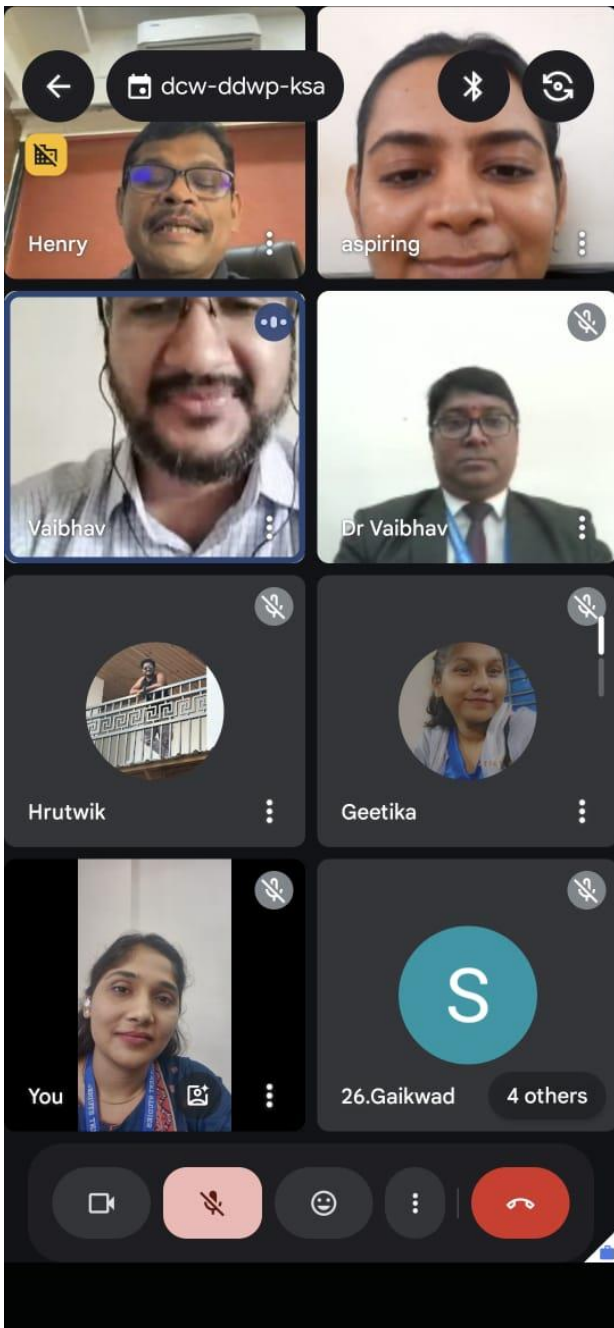 dcw-ddwp-ksa
Henry
aspiring
Vaibhav
Dr Vaibhav
Hrutwik
Geetika
You
S
26.Gaikwad
4 others